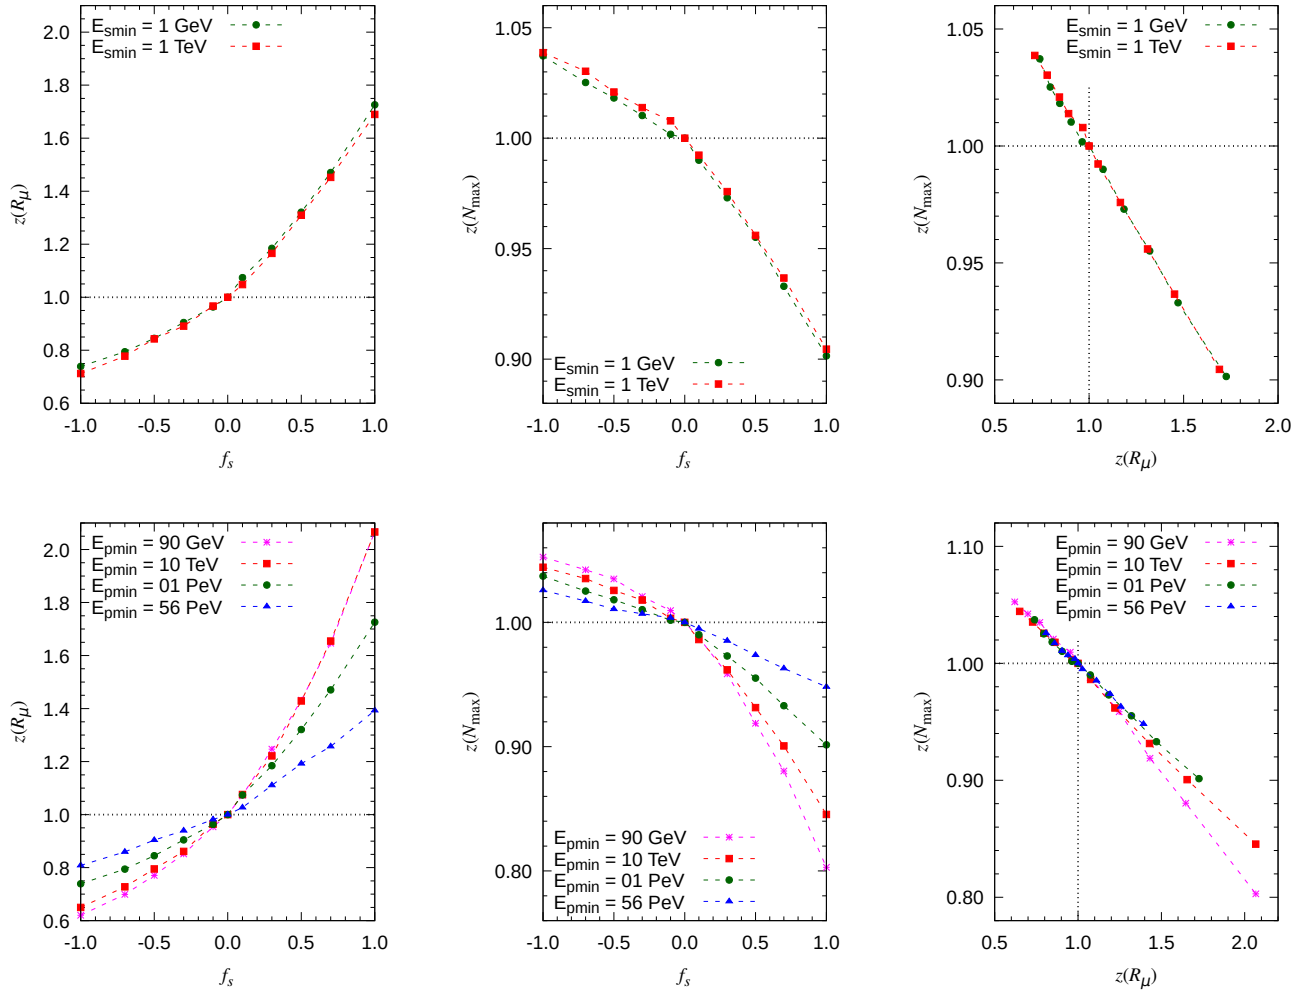 E_smin = 1 GeV
E_smin = 1 TeV
z(R_μ)
2.0
1.8
1.6
1.4
1.2
1.0
0.8
0.6
-1.0 -0.5 0.0 0.5 1.0
f_s
E_smin = 1 GeV
E_smin = 1 TeV
z(N_max)
1.05
1.00
0.95
0.90
-1.0 -0.5 0.0 0.5 1.0
f_s
E_smin = 1 GeV
E_smin = 1 TeV
z(N_max)
1.05
1.00
0.95
0.90
0.5 1.0 1.5 2.0
z(R_μ)
E_pmin = 90 GeV
E_pmin = 10 TeV
E_pmin = 01 PeV
E_pmin = 56 PeV
z(R_μ)
2.0
1.8
1.6
1.4
1.2
1.0
0.8
0.6
-1.0 -0.5 0.0 0.5 1.0
f_s
E_pmin = 90 GeV
E_pmin = 10 TeV
E_pmin = 01 PeV
E_pmin = 56 PeV
z(N_max)
1.00
0.90
0.80
-1.0 -0.5 0.0 0.5 1.0
f_s
E_pmin = 90 GeV
E_pmin = 10 TeV
E_pmin = 01 PeV
E_pmin = 56 PeV
z(N_max)
1.10
1.00
0.90
0.80
0.5 1.0 1.5 2.0
z(R_μ)